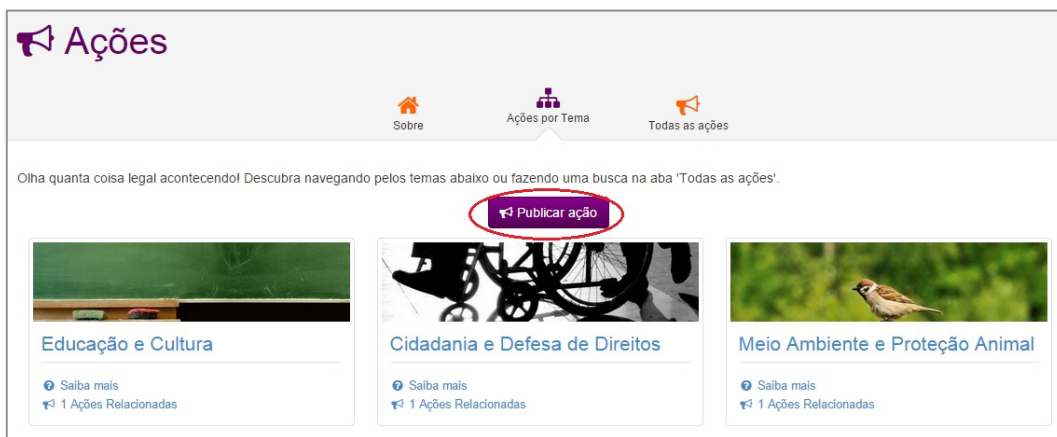 Ações
Sobre
Ações por Tema
Todas as ações
Olha quanta coisa legal acontecendo! Descubra navegando pelos temas abaixo ou fazendo uma busca na aba 'Todas as ações'.
Publicar ação
Educação e Cultura
Saiba mais
1 Ações Relacionadas
Cidadania e Defesa de Direitos
Saiba mais
1 Ações Relacionadas
Meio Ambiente e Proteção Animal
Saiba mais
1 Ações Relacionadas